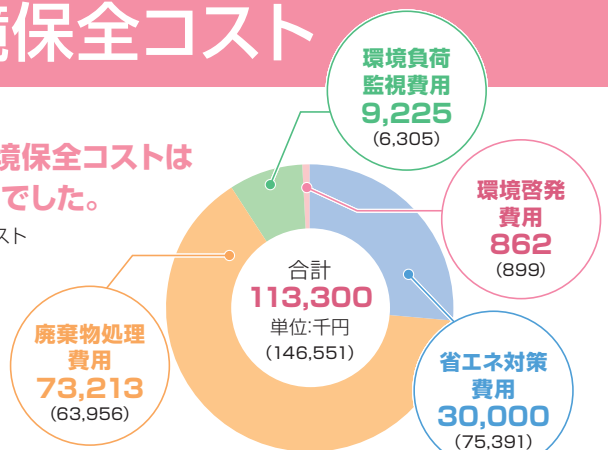 境保全コスト
境保全コストは
でした。
スト
環境負荷
監視費用
9,225
(6,305)
環境啓発
費用
862
(899)
合計
113,300
単位:千円
(146,551)
廃棄物処理
費用
73,213
(63,956)
省エネ対策
費用
30,000
(75,391)